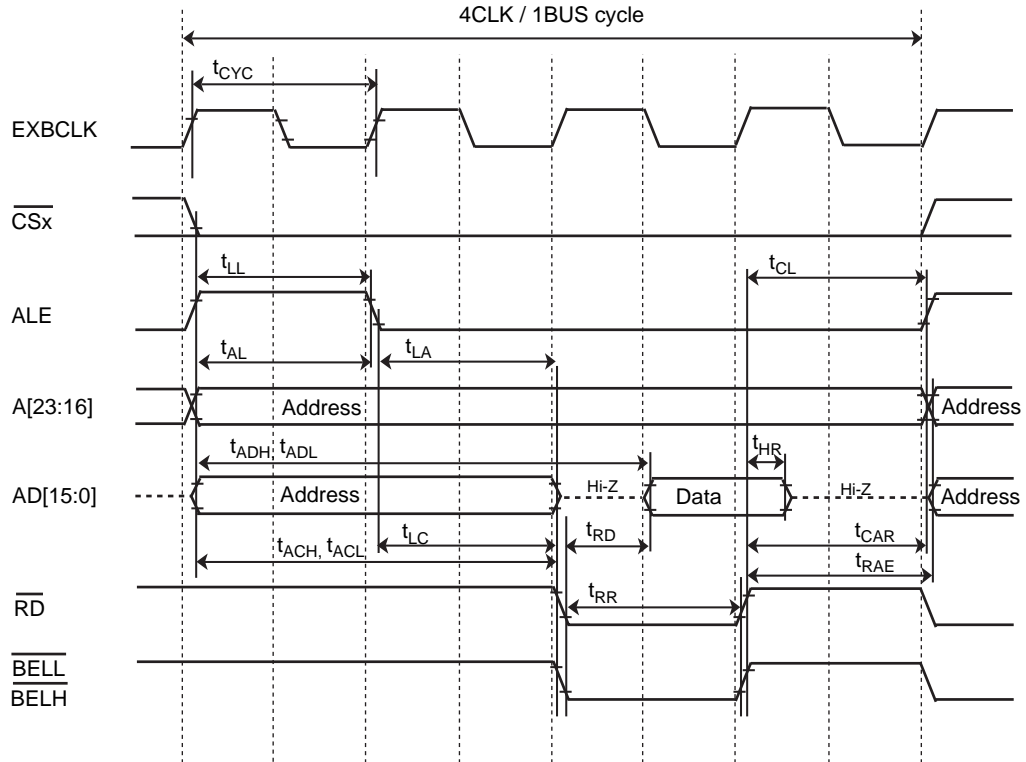 4CLK / 1BUS cycle
tCYC
EXBCLK
CSx
tLL
tCL
ALE
tAL
tLA
A[23:16]
Address
Address
tADH, tADL
tHR
AD[15:0]
Address
Hi-Z
Data
Hi-Z
Address
tLC
tRD
tCAR
tACH, tACL
tRAE
RD
tRR
BELL
BELH